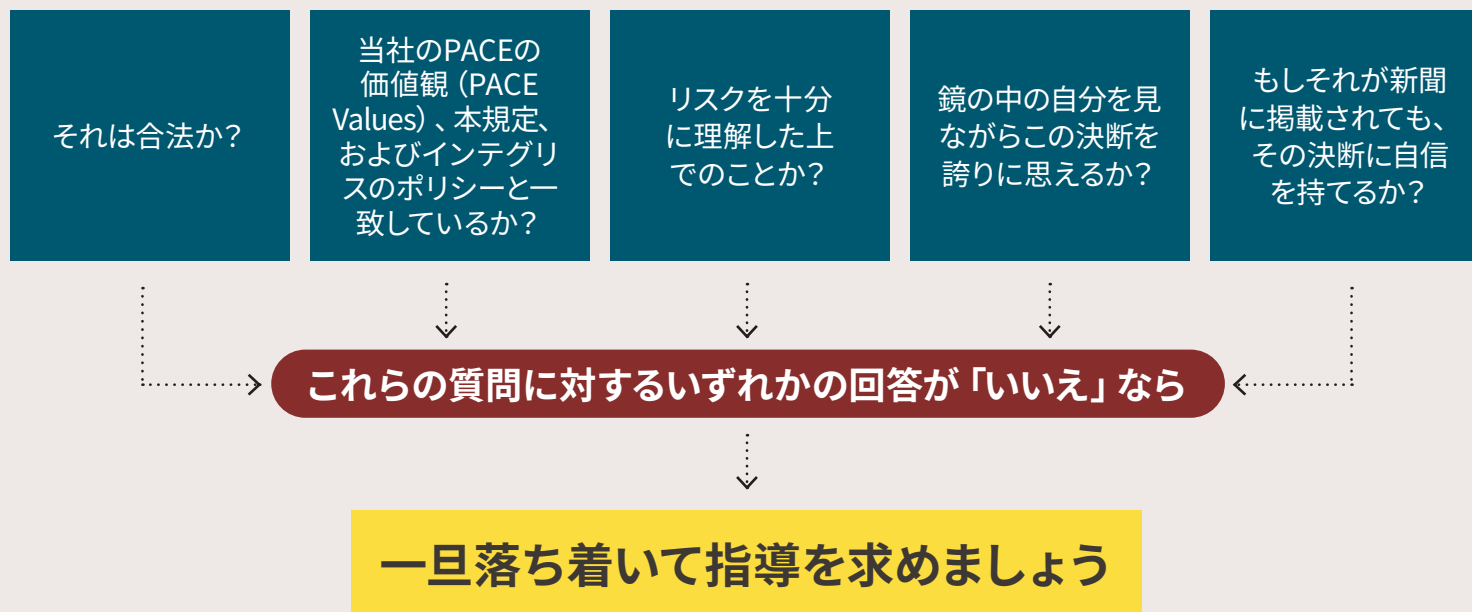 それは合法か？
当社のPACEの
価値観（PACE
Values）、本規定、
およびインテグリ
スのポリシーと一
致しているか？
リスクを十分
に理解した上
でのことか？
鏡の中の自分を見
ながらこの決断を
誇りに思えるか？
もしそれが新聞
に掲載されても、
その決断に自信
を持てるか？
これらの質問に対するいずれかの回答が「いいえ」なら
一旦落ち着いて指導を求めましょう